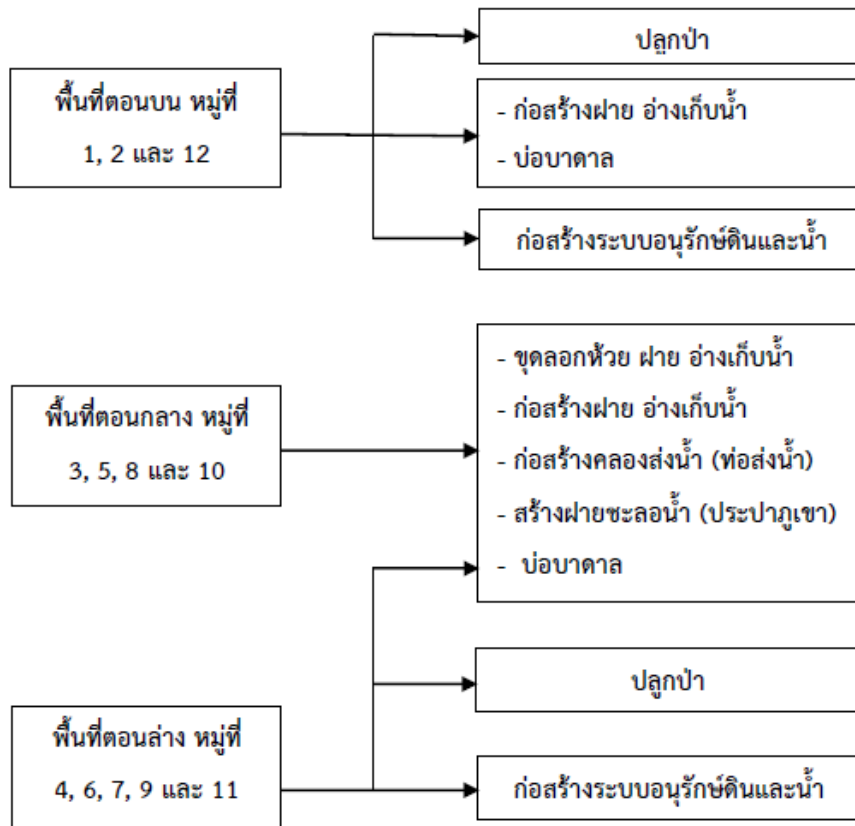 ปลูกป่า
พื้นที่ตอนบน หมู่ที่
1, 2 และ 12
- ก่อสร้างฝาย อ่างเก็บน้ำ
- บ่อบาดาล
ก่อสร้างระบบอนุรักษ์ดินและน้ำ
พื้นที่ตอนกลาง หมู่ที่
3, 5, 8 และ 10
- ขุดลอกห้วย ฝาย อ่างเก็บน้ำ
- ก่อสร้างฝาย อ่างเก็บน้ำ
- ก่อสร้างคลองส่งน้ำ (ท่อส่งน้ำ)
- สร้างฝายชะลอน้ำ (ประปาภูเขา)
- บ่อบาดาล
ปลูกป่า
พื้นที่ตอนล่าง หมู่ที่
4, 6, 7, 9 และ 11
ก่อสร้างระบบอนุรักษ์ดินและน้ำ